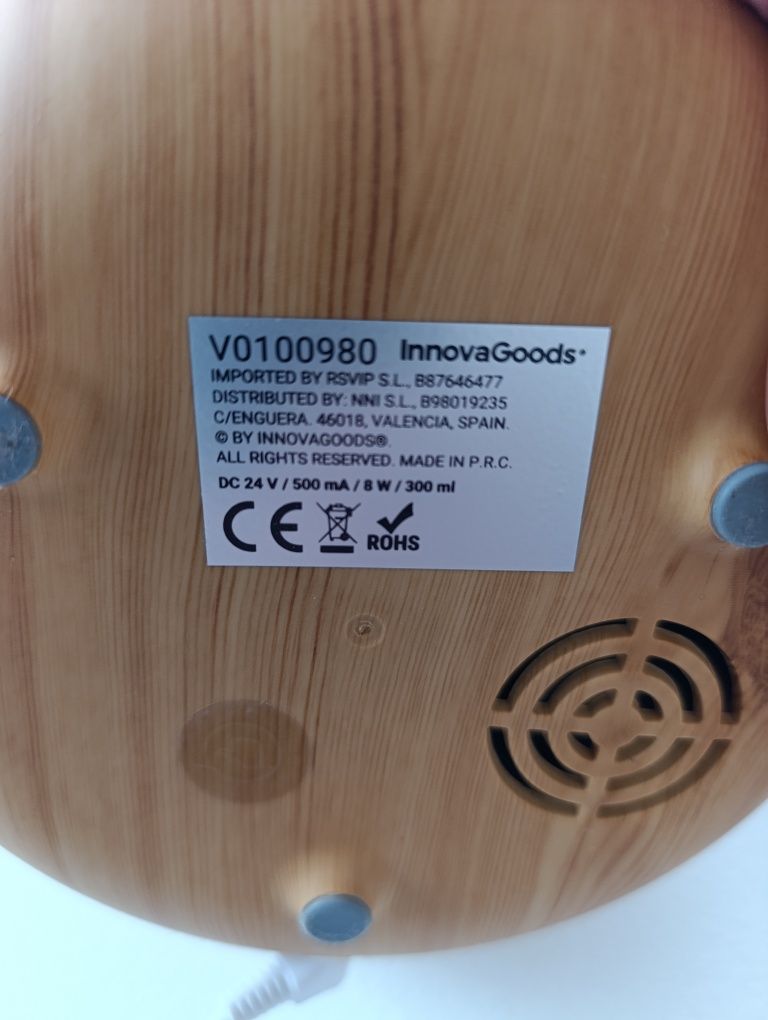 V0100980 InnovaGoods®
IMPORTED BY RSVIP S.L., B87646477
DISTRIBUTED BY: NNI S.L., B98019235
C/ENGUERA. 46018, VALENCIA, SPAIN.
© BY INNOVAGOODS®.
ALL RIGHTS RESERVED. MADE IN P.R.C.
DC 24 V / 500 mA / 8 W / 300 ml
CE ROHS